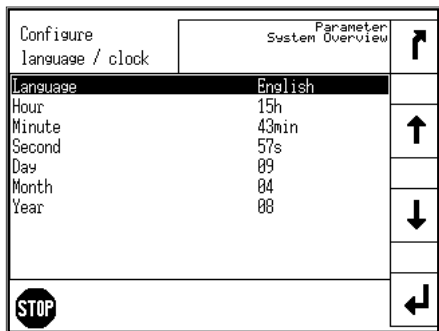 Configure
language / clock
Parameter
System Overview
Language English
Hour 15h
Minute 43min
Second 57s
Day 09
Month 04
Year 08
STOP